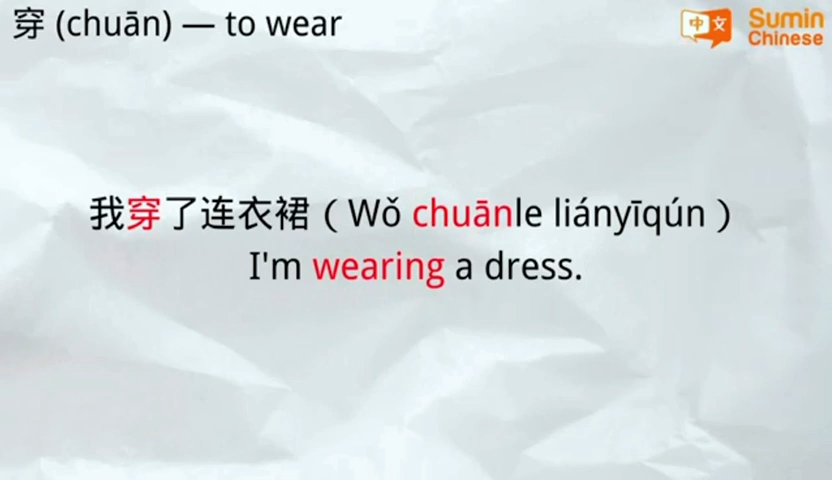 穿 (chuān) — to wear
中文
Sumin
Chinese
我穿了连衣裙（Wǒ chuānle liányīqún）
I'm wearing a dress.